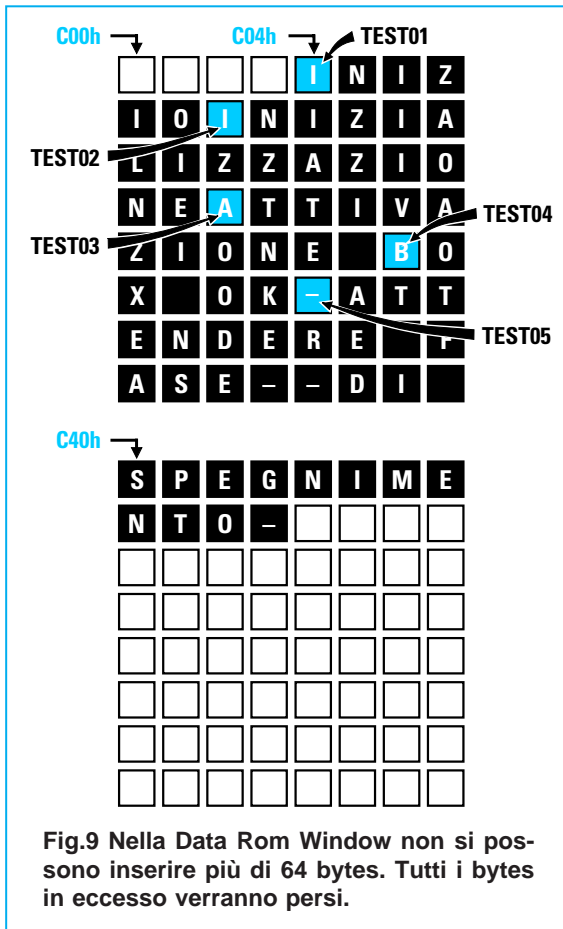 C00h C04h TEST01
I N I Z
I O I N I Z I A
TEST02
L I Z Z A Z I O
N E A T T I V A
TEST04
TEST03
Z I O N E B O
X O K – A T T
TEST05
E N D E R E F
A S E – – D I
C40h
S P E G N I M E
N T O –
Fig.9 Nella Data Rom Window non si pos-
sono inserire più di 64 bytes. Tutti i bytes
in eccesso verranno persi.